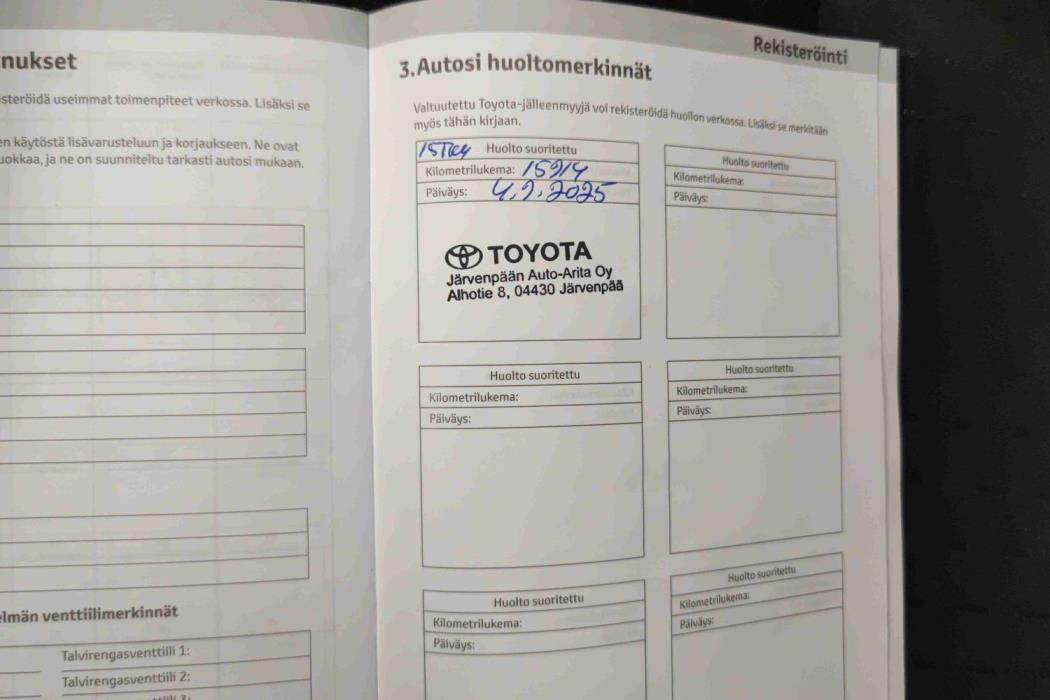 nukset
steröidä useimmat toimenpiteet verkossa. Lisäksi se
en käytöstä lisävarusteluun ja korjaukseen. Ne ovat
uokkaa, ja ne on suunniteltu tarkasti autosi mukaan.
elmän venttiilimerkinnät
Talvirengasventtiili 1:
Talvirengasventtiili 2:
Rekisteröinti
3.Autosi huoltomerkinnät
Valtuutettu Toyota-jälleenmyyjä voi rekisteröidä huollon verkossa. Lisäksi se merkitään
myös tähän kirjaan.
15TKM Huolto suoritettu
Kilometrilukema: 15914
Päiväys: 4.2.2025
TOYOTA
Järvenpään Auto-Arita Oy
Alhotie 8, 04430 Järvenpää
Huolto suoritettu
Kilometrilukema:
Päiväys:
Huolto suoritettu
Kilometrilukema:
Päiväys:
Huolto suoritettu
Kilometrilukema:
Päiväys:
Huolto suoritettu
Kilometrilukema:
Päiväys:
Huolto suoritettu
Kilometrilukema:
Päiväys: